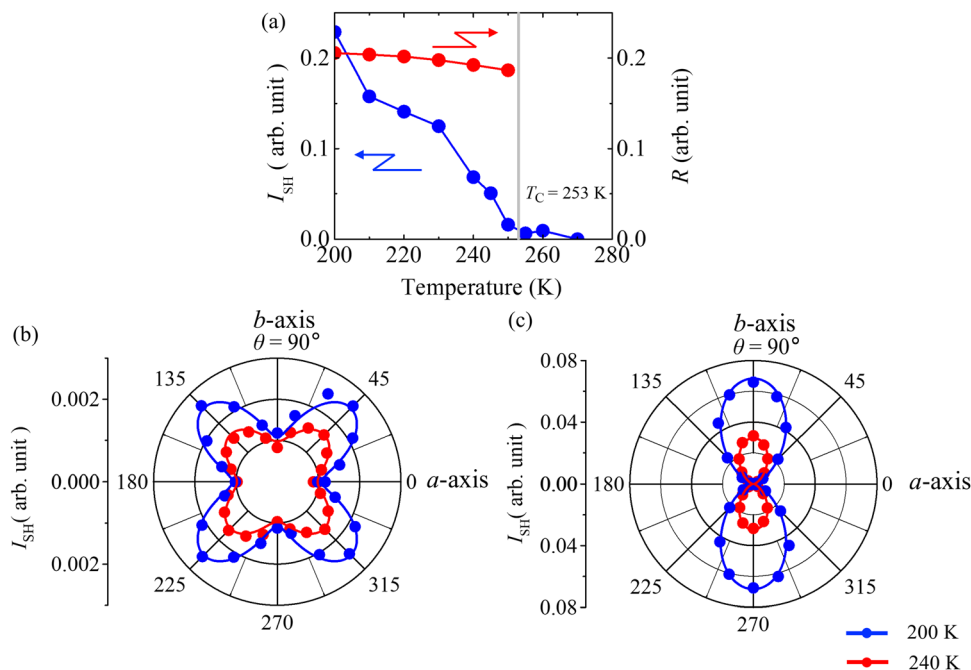 (a)
I_SH ( arb. unit )
0.2
0.1
0.0
0.2
0.1
0.0
R (arb. unit)
T_C = 253 K
200 220 240 260 280
Temperature (K)
(b)
b-axis
θ = 90°
135
45
180
0
a-axis
225
315
270
I_SH ( arb. unit )
0.002
0.000
0.002
(c)
b-axis
θ = 90°
135
45
180
0
a-axis
225
315
270
I_SH ( arb. unit )
0.08
0.04
0.00
0.04
0.08
200 K
240 K